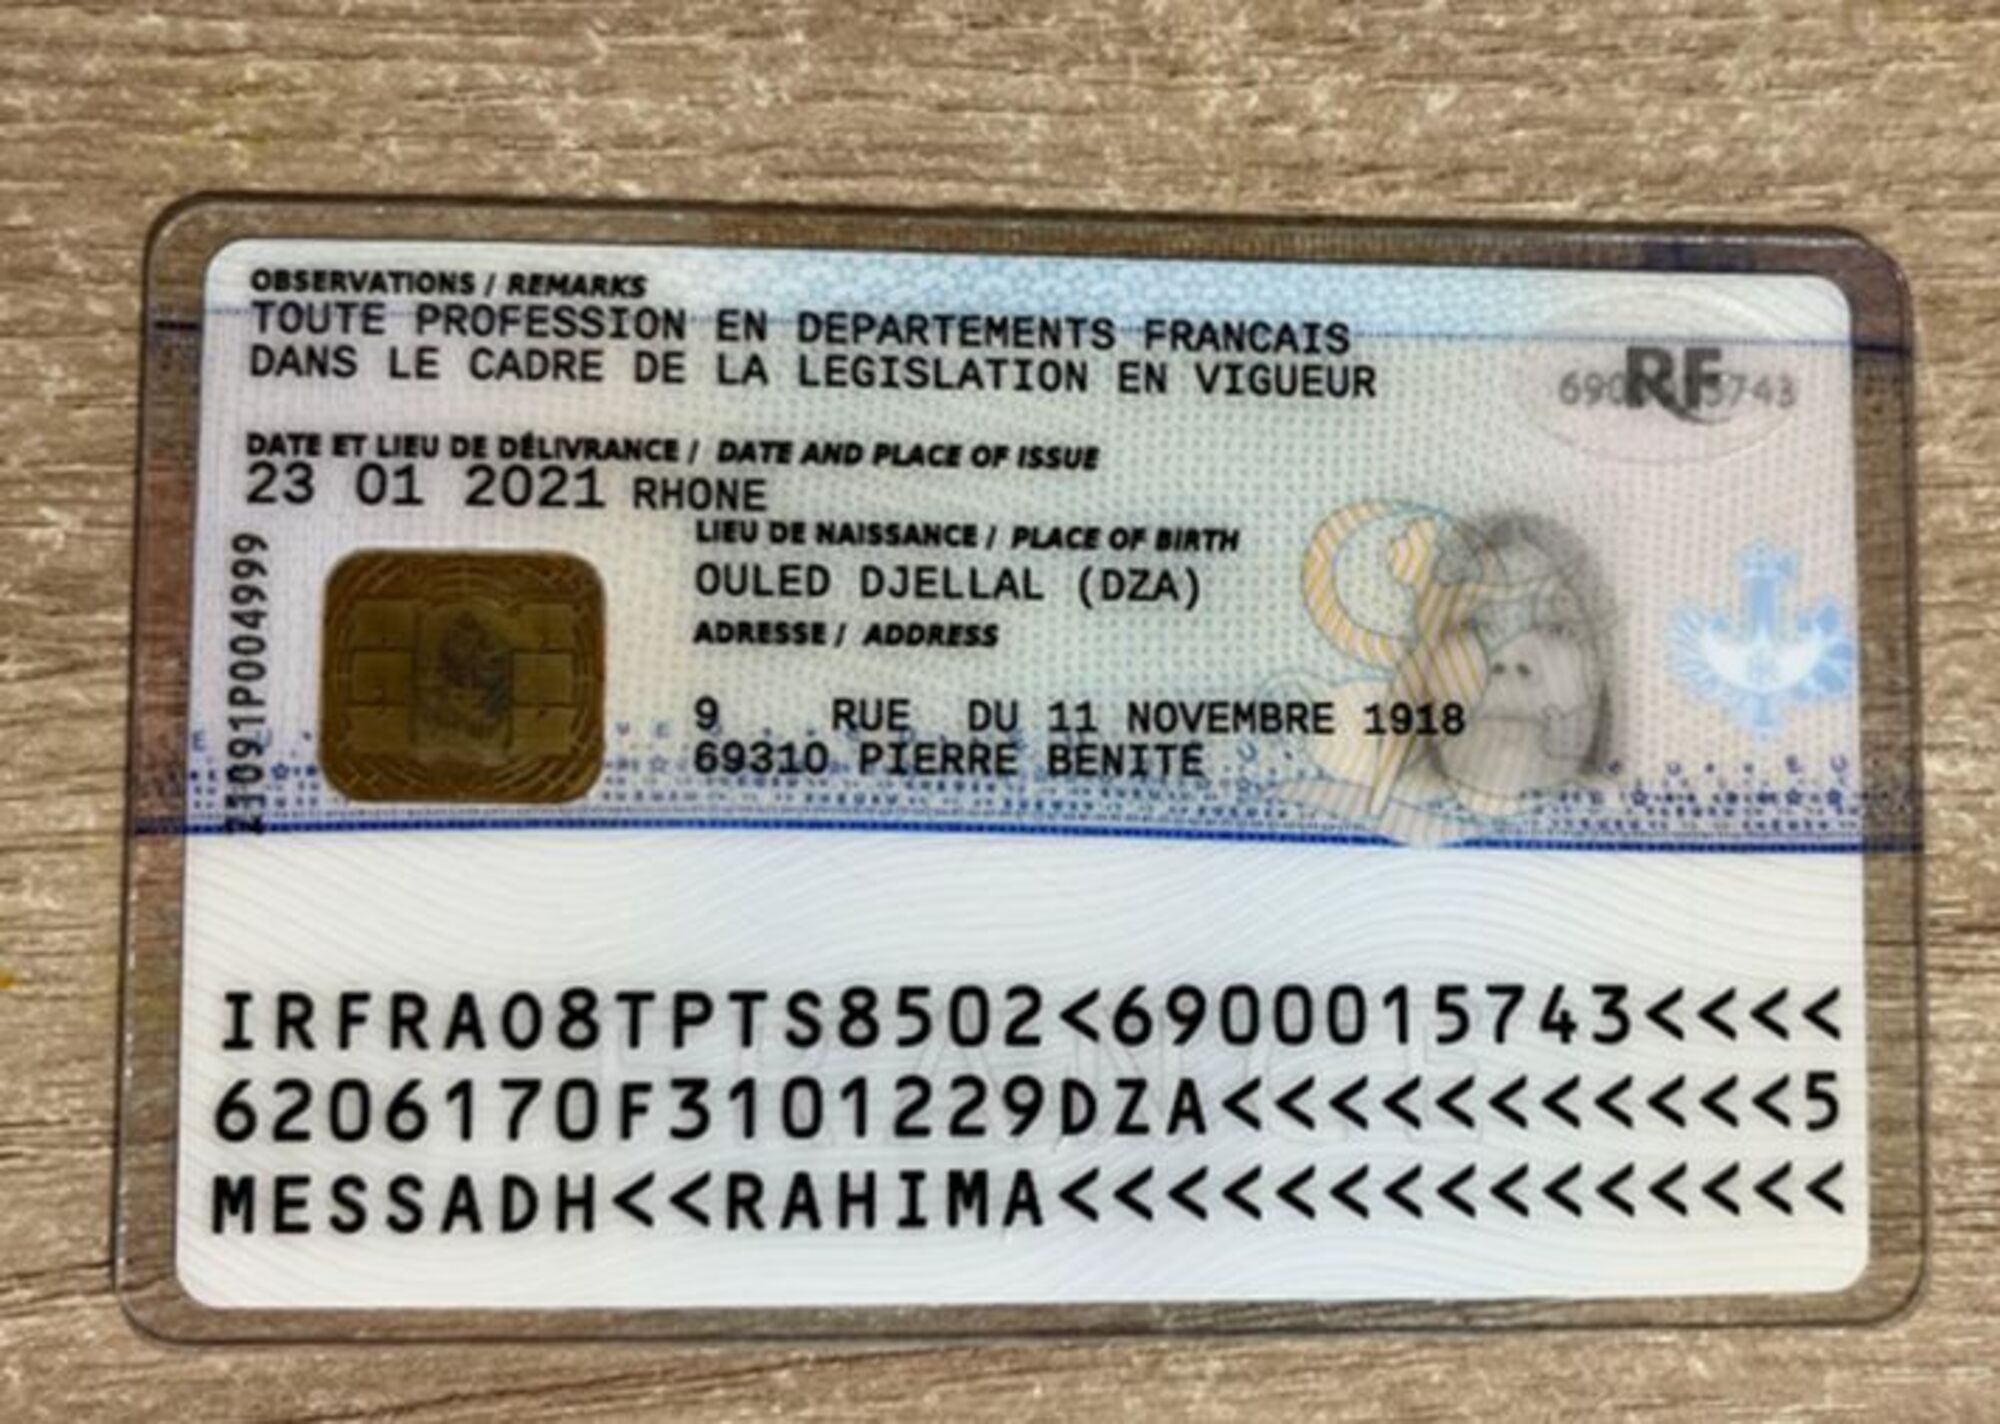 OBSERVATIONS / REMARKS
TOUTE PROFESSION EN DEPARTEMENTS FRANCAIS
DANS LE CADRE DE LA LEGISLATION EN VIGUEUR
RF
DATE ET LIEU DE DÉLIVRANCE / DATE AND PLACE OF ISSUE
23 01 2021 RHONE
LIEU DE NAISSANCE / PLACE OF BIRTH
OULED DJELLAL (DZA)
ADRESSE / ADDRESS
9 RUE DU 11 NOVEMBRE 1918
69310 PIERRE BENITE
IRFRA08TPTS8502<6900015743<<<<
6206170F3101229DZA<<<<<<<<<<<5
MESSADH<<RAHIMA<<<<<<<<<<<<<<<